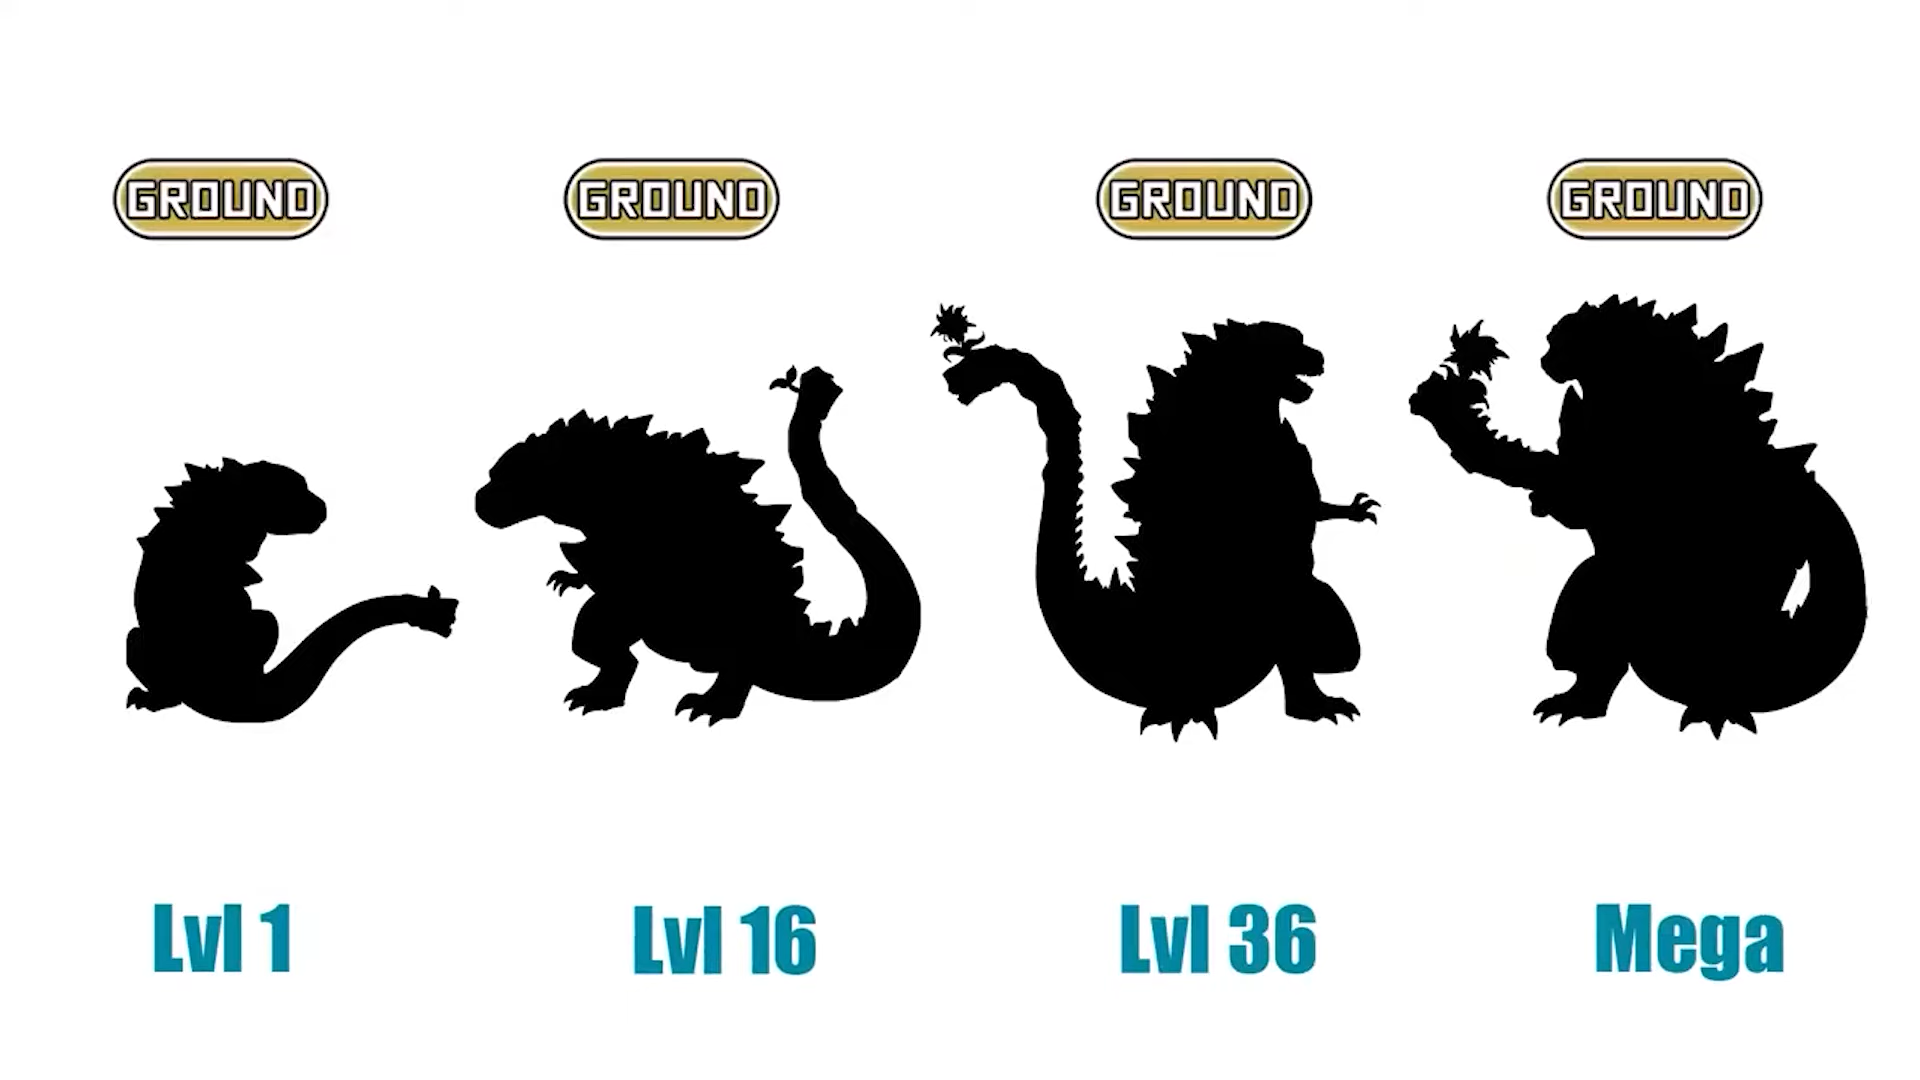 GROUND
GROUND
GROUND
GROUND
Lvl 1
Lvl 16
Lvl 36
Mega